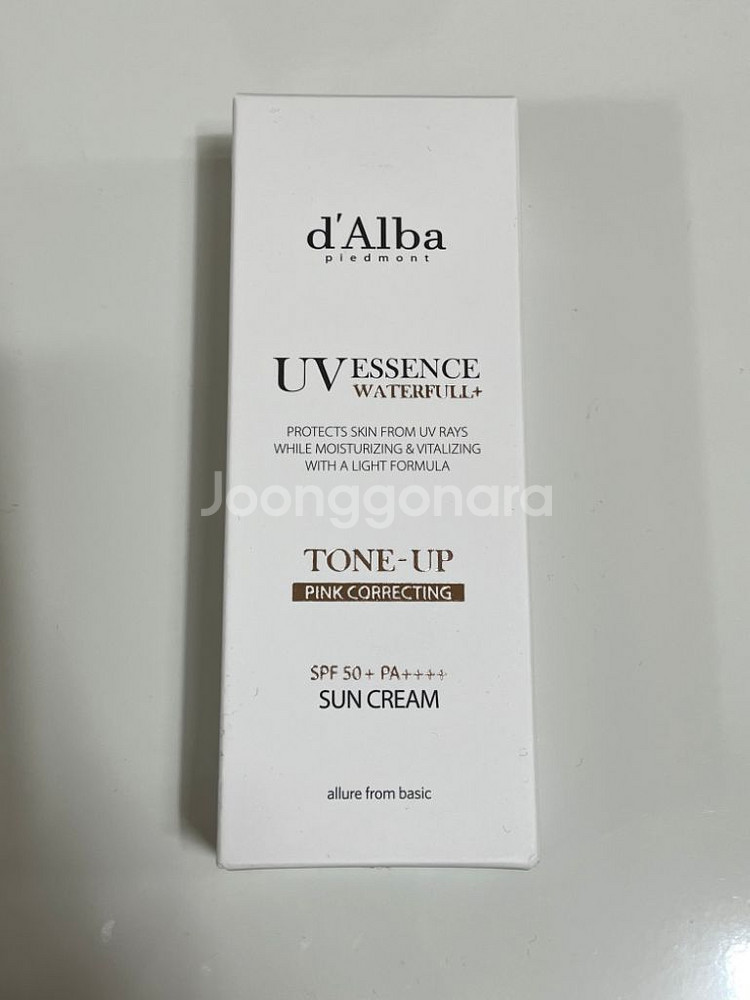 d'Alba
piedmont
UV ESSENCE
WATERFULL+
PROTECTS SKIN FROM UV RAYS
WHILE MOISTURIZING & VITALIZING
WITH A LIGHT FORMULA
Joonggonara
TONE-UP
PINK CORRECTING
SPF 50+ PA++++
SUN CREAM
allure from basic